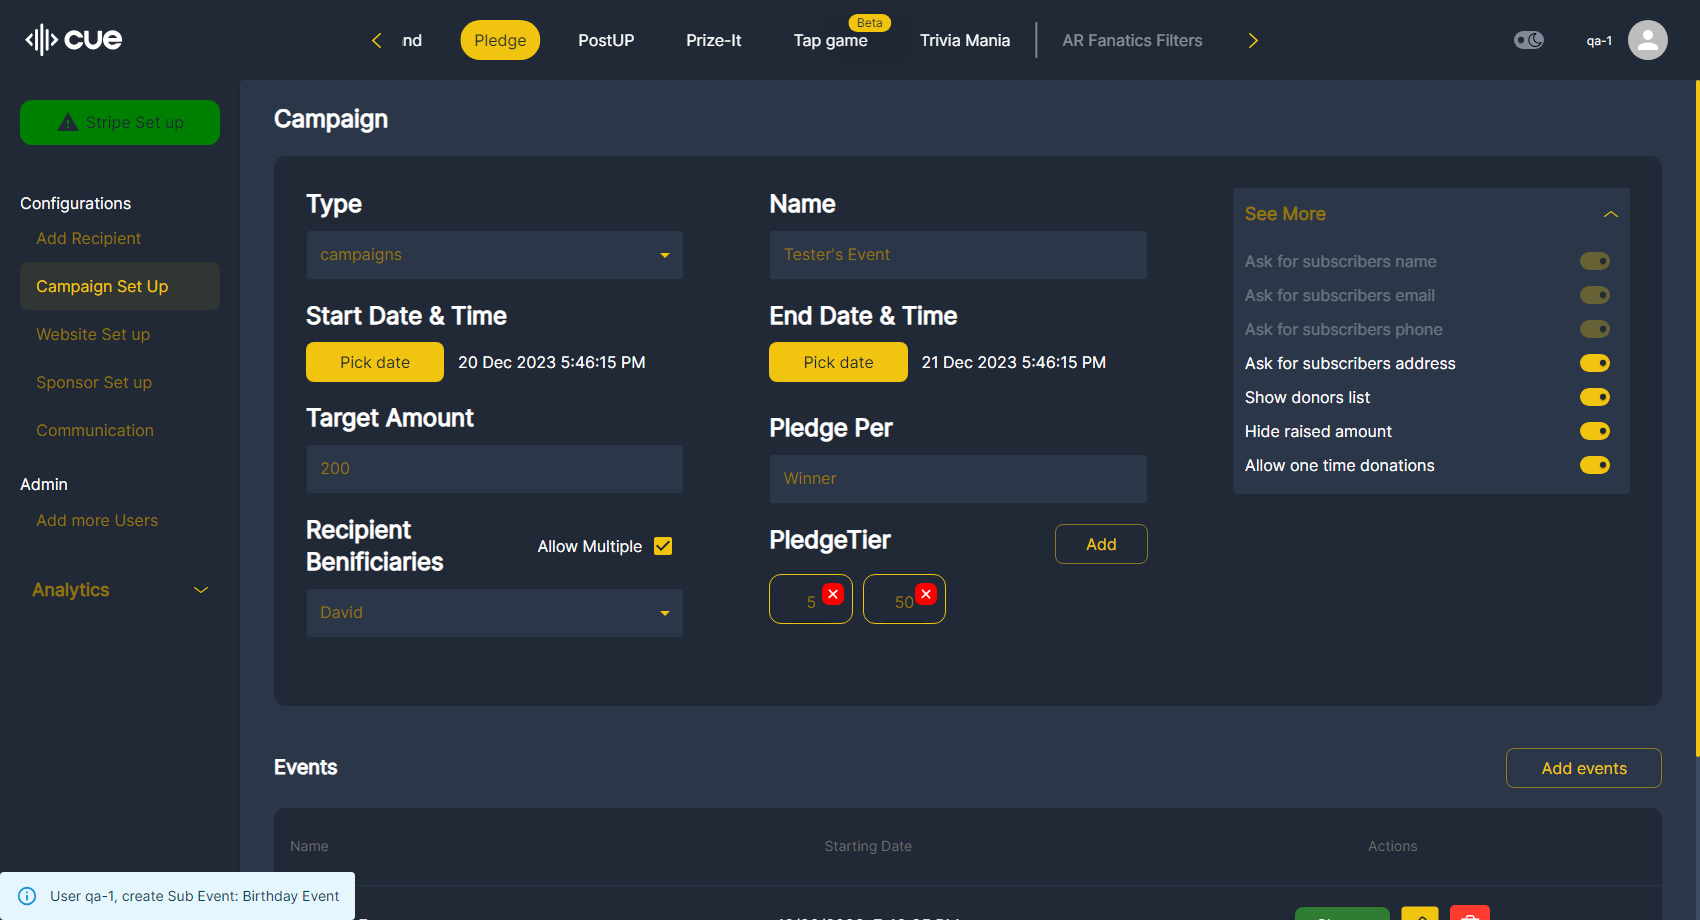 cue
nd
Pledge
PostUP
Prize-It
Beta
Tap game
Trivia Mania
AR Fanatics Filters
qa-1
Stripe Set up
Configurations
Add Recipient
Campaign Set Up
Website Set up
Sponsor Set up
Communication
Admin
Add more Users
Analytics
Campaign
Type
campaigns
Name
Tester's Event
Start Date & Time
Pick date 20 Dec 2023 5:46:15 PM
End Date & Time
Pick date 21 Dec 2023 5:46:15 PM
Target Amount
200
Pledge Per
Winner
Recipient
Benificiaries
Allow Multiple
David
PledgeTier
Add
5
50
See More
Ask for subscribers name
Ask for subscribers email
Ask for subscribers phone
Ask for subscribers address
Show donors list
Hide raised amount
Allow one time donations
Events
Add events
Name Starting Date Actions
User qa-1, create Sub Event: Birthday Event